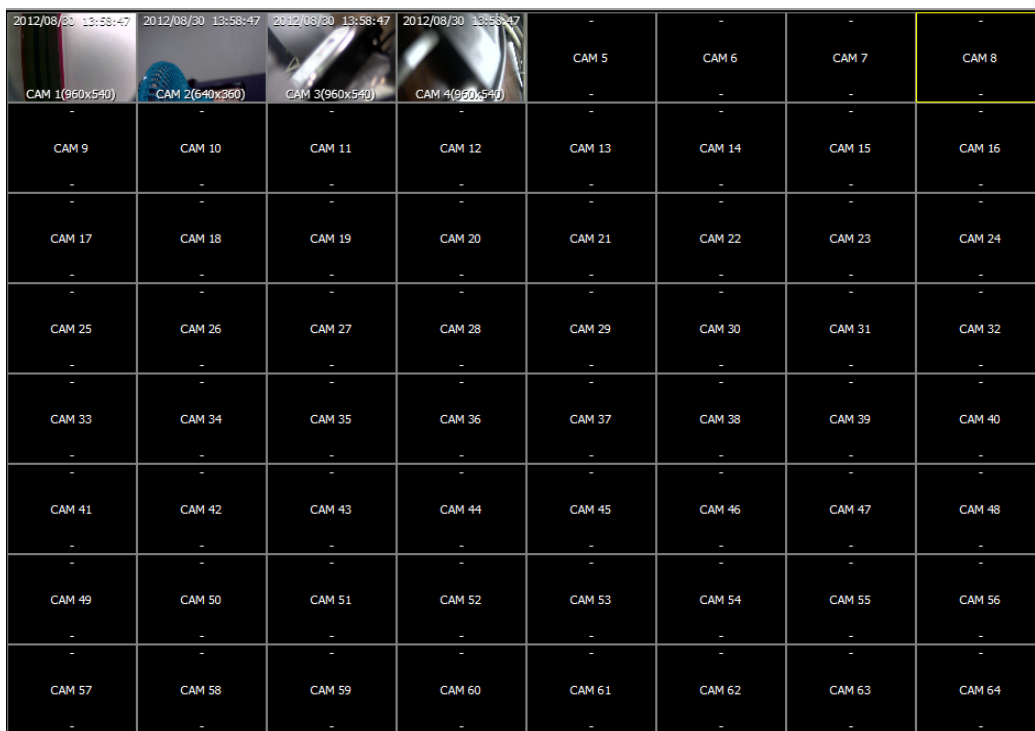 2012/08/30 13:58:47 2012/08/30 13:58:47 2012/08/30 13:58:47 2012/08/30 13:58:47 - - - -
CAM 5 CAM 6 CAM 7 CAM 8
CAM 1(960x540) CAM 2(640x360) CAM 3(960x540) CAM 4(960x540) - - - -
- - - - - - - -
CAM 9 CAM 10 CAM 11 CAM 12 CAM 13 CAM 14 CAM 15 CAM 16
- - - - - - - -
- - - - - - - -
CAM 17 CAM 18 CAM 19 CAM 20 CAM 21 CAM 22 CAM 23 CAM 24
- - - - - - - -
- - - - - - - -
CAM 25 CAM 26 CAM 27 CAM 28 CAM 29 CAM 30 CAM 31 CAM 32
- - - - - - - -
- - - - - - - -
CAM 33 CAM 34 CAM 35 CAM 36 CAM 37 CAM 38 CAM 39 CAM 40
- - - - - - - -
- - - - - - - -
CAM 41 CAM 42 CAM 43 CAM 44 CAM 45 CAM 46 CAM 47 CAM 48
- - - - - - - -
- - - - - - - -
CAM 49 CAM 50 CAM 51 CAM 52 CAM 53 CAM 54 CAM 55 CAM 56
- - - - - - - -
- - - - - - - -
CAM 57 CAM 58 CAM 59 CAM 60 CAM 61 CAM 62 CAM 63 CAM 64
- - - - - - - -